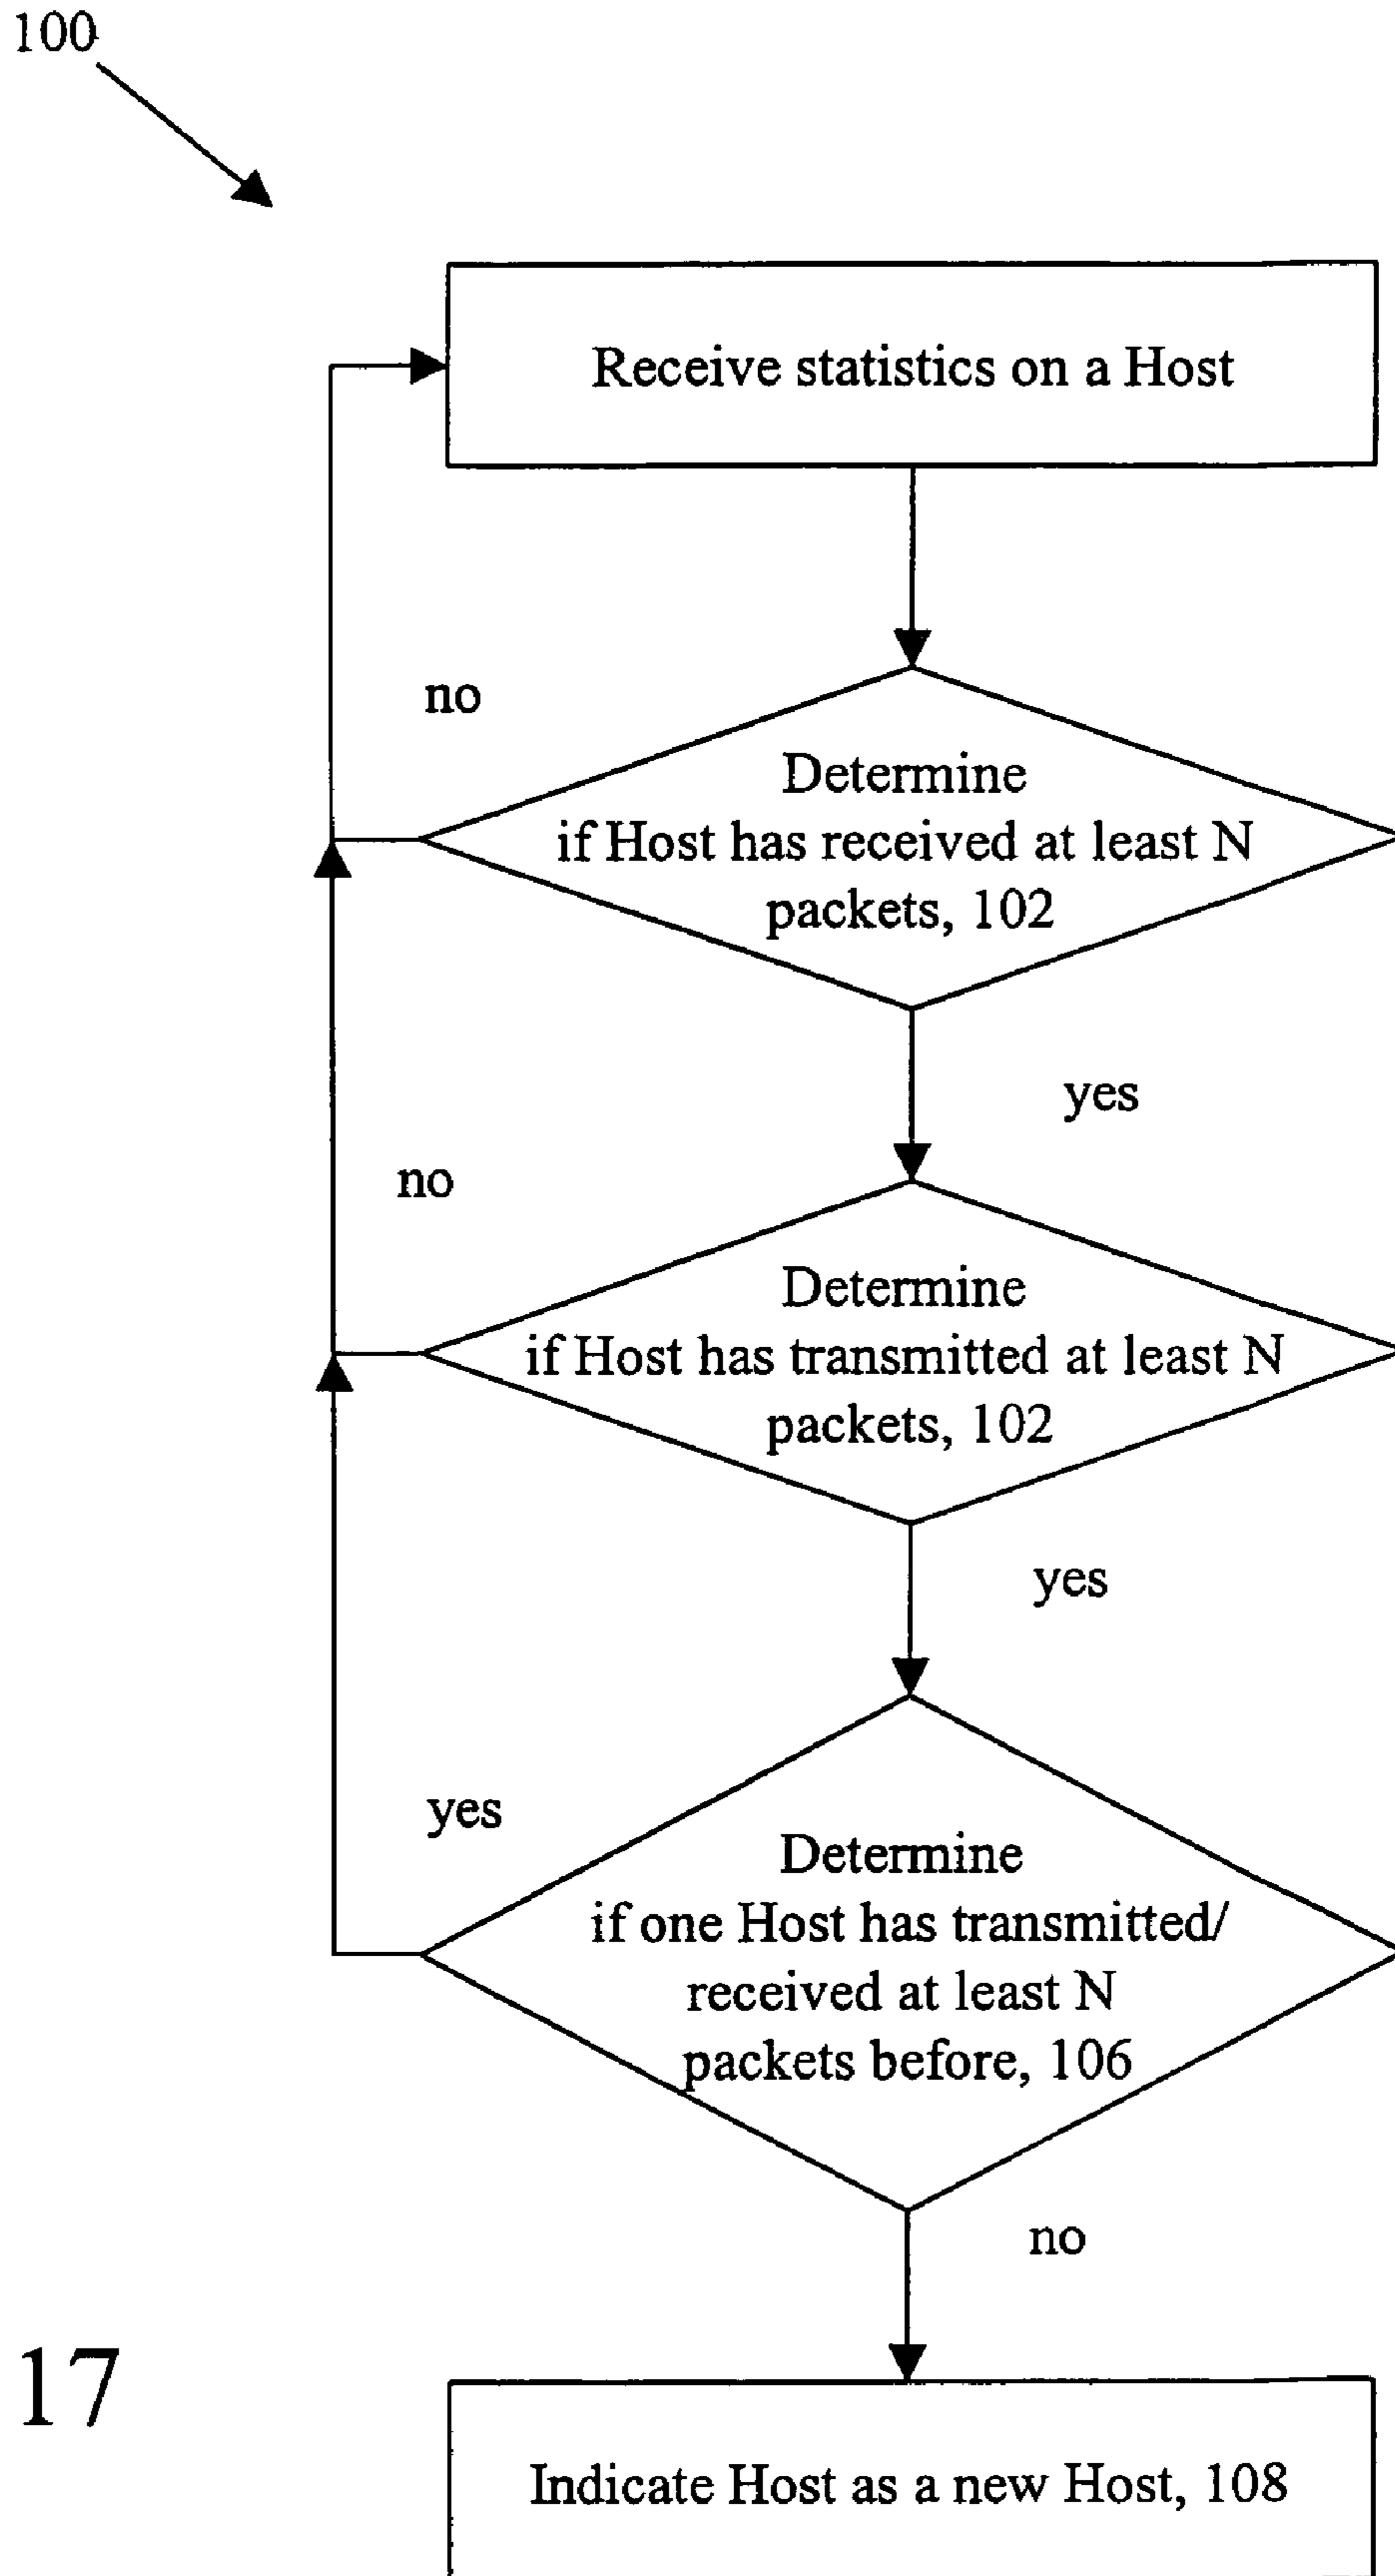 100
Receive statistics on a Host
no
Determine
if Host has received at least N
packets, 102
yes
no
Determine
if Host has transmitted at least N
packets, 102
yes
yes
Determine
if one Host has transmitted/
received at least N
packets before, 106
no
17
Indicate Host as a new Host, 108